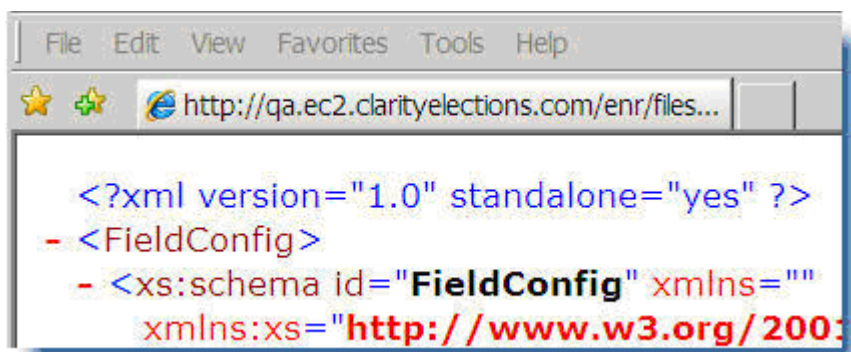 File Edit View Favorites Tools Help
http://qa.ec2.clarityelections.com/enr/files...
<?xml version="1.0" standalone="yes" ?>
- <FieldConfig>
- <xs:schema id="FieldConfig" xmlns=""
xmlns:xs="http://www.w3.org/2001